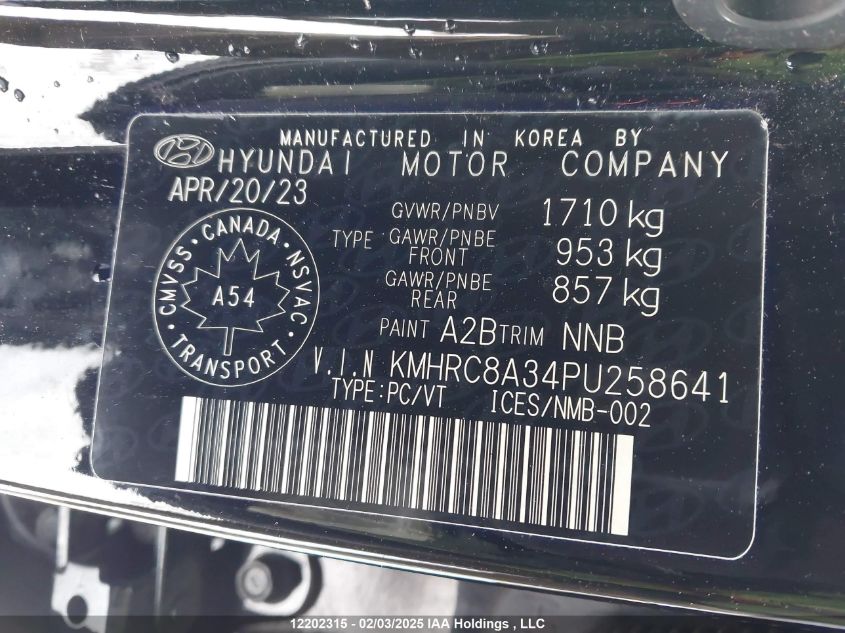 MANUFACTURED IN KOREA BY
HYUNDAI MOTOR COMPANY
APR/20/23
GVWR/PNBV 1710 kg
TYPE GAWR/PNBE FRONT 953 kg
GAWR/PNBE REAR 857 kg
CMVSS · CANADA · NSVAC · TRANSPORT ·
A54
PAINT A2B TRIM NNB
V.I.N KMHRC8A34PU258641
TYPE:PC/VT ICES/NMB-002
12202315 - 02/03/2025 IAA Holdings , LLC